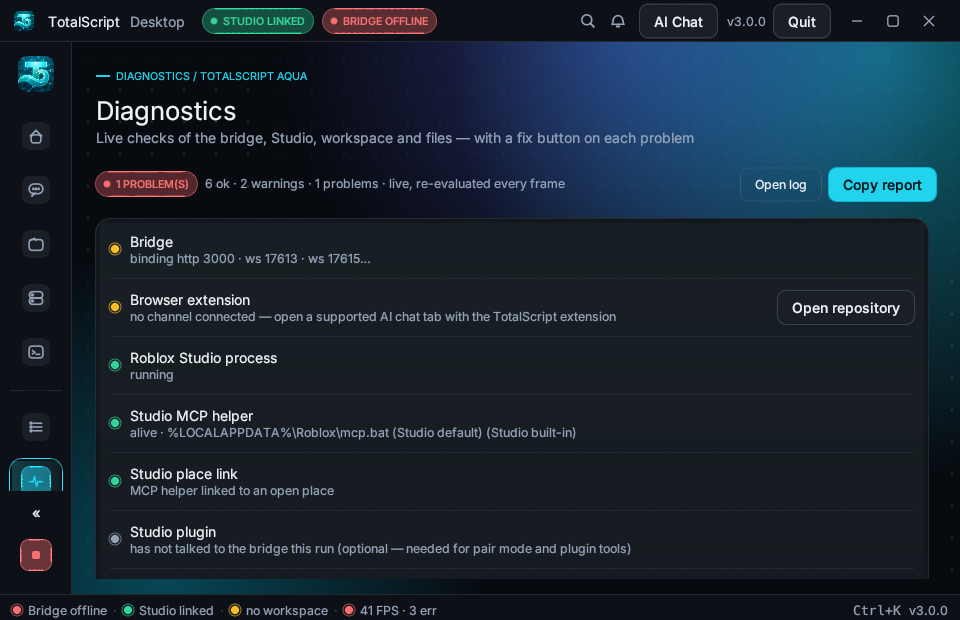 TotalScript Desktop STUDIO LINKED BRIDGE OFFLINE AI Chat v3.0.0 Quit
DIAGNOSTICS / TOTALSCRIPT AQUA
Diagnostics
Live checks of the bridge, Studio, workspace and files — with a fix button on each problem
1 PROBLEM(S) 6 ok · 2 warnings · 1 problems · live, re-evaluated every frame Open log Copy report
Bridge
binding http 3000 · ws 17613 · ws 17615...
Browser extension
no channel connected — open a supported AI chat tab with the TotalScript extension
Open repository
Roblox Studio process
running
Studio MCP helper
alive · %LOCALAPPDATA%\Roblox\mcp.bat (Studio default) (Studio built-in)
Studio place link
MCP helper linked to an open place
Studio plugin
has not talked to the bridge this run (optional — needed for pair mode and plugin tools)
«
Bridge offline · Studio linked · no workspace · 41 FPS · 3 err Ctrl+K v3.0.0